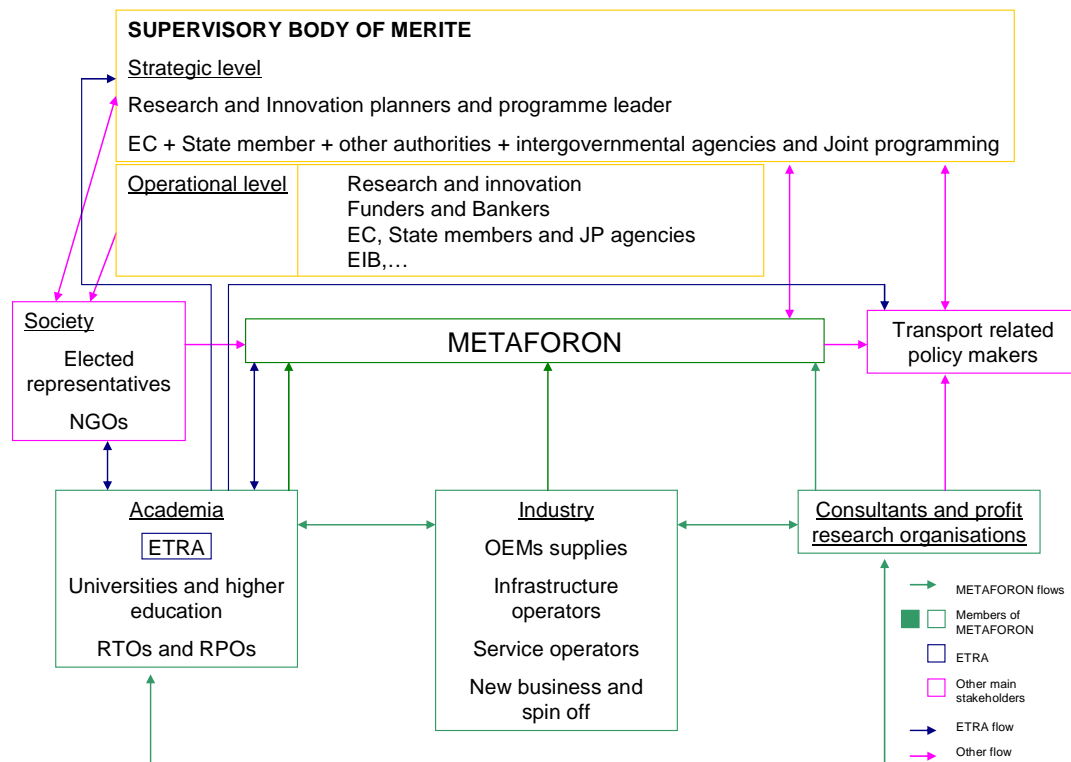 SUPERVISORY BODY OF MERITE
Strategic level
Research and Innovation planners and programme leader
EC + State member + other authorities + intergovernmental agencies and Joint programming
Operational level
Research and innovation
Funders and Bankers
EC, State members and JP agencies
EIB,…
Society
Elected
representatives
NGOs
METAFORON
Transport related
policy makers
Academia
ETRA
Universities and higher
education
RTOs and RPOs
Industry
OEMs supplies
Infrastructure
operators
Service operators
New business and
spin off
Consultants and profit
research organisations
METAFORON flows
Members of
METAFORON
ETRA
Other main
stakeholders
ETRA flow
Other flow